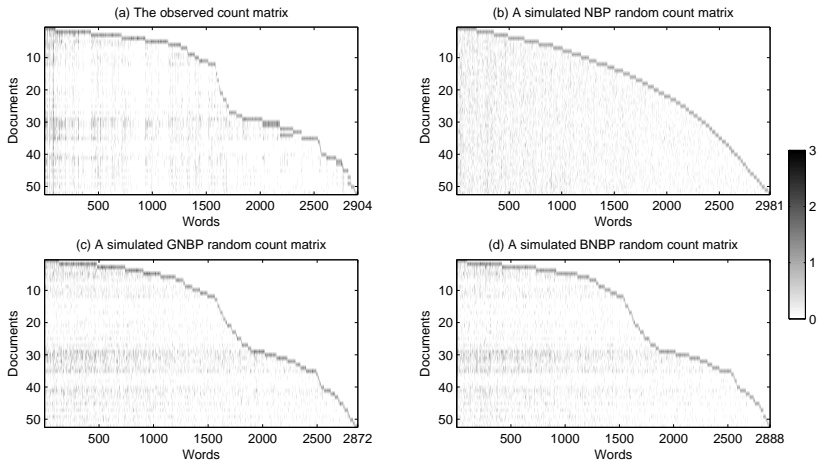 (a) The observed count matrix
Documents
10
20
30
40
50
500 1000 1500 2000 2500 2904
Words
(b) A simulated NBP random count matrix
Documents
10
20
30
40
50
500 1000 1500 2000 2500 2981
Words
(c) A simulated GNBP random count matrix
Documents
10
20
30
40
50
500 1000 1500 2000 2500 2872
Words
(d) A simulated BNBP random count matrix
Documents
10
20
30
40
50
500 1000 1500 2000 2500 2888
Words
3
2
1
0